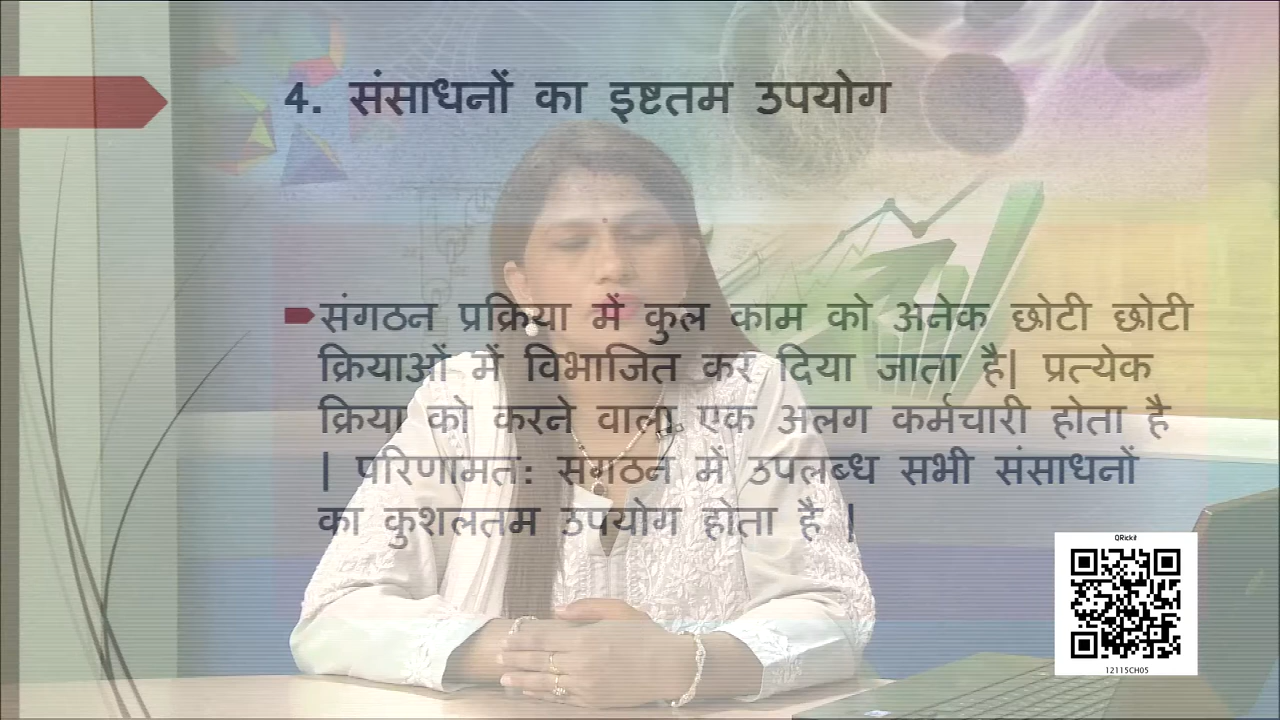 4. संसाधनों का इष्टतम उपयोग
संगठन प्रक्रिया में कुल काम को अनेक छोटी छोटी
क्रियाओं में विभाजित कर दिया जाता है| प्रत्येक
क्रिया को करने वाला एक अलग कर्मचारी होता है
| परिणामत: संगठन में उपलब्ध सभी संसाधनों
का कुशलतम उपयोग होता है |
QRickit
12115CH05